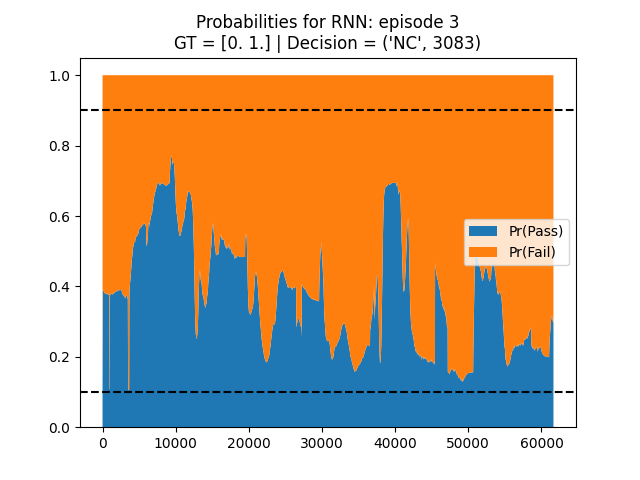 Probabilities for RNN: episode 3
GT = [0. 1.] | Decision = ('NC', 3083)
1.0
0.8
0.6
0.4
0.2
0.0
Pr(Pass)
Pr(Fail)
0 10000 20000 30000 40000 50000 60000